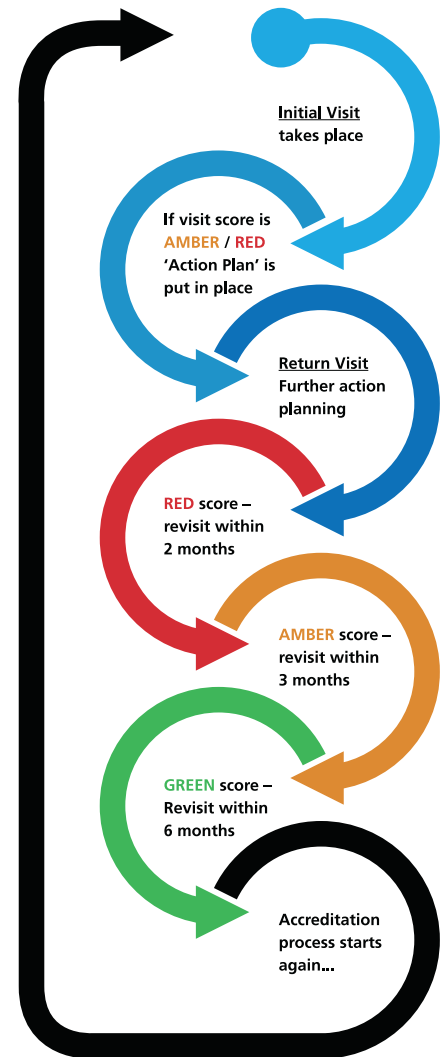 Initial Visit
takes place
If visit score is
AMBER / RED
‘Action Plan’ is
put in place
Return Visit
Further action
planning
RED score –
revisit within
2 months
AMBER score –
revisit within
3 months
GREEN score –
Revisit within
6 months
Accreditation
process starts
again...